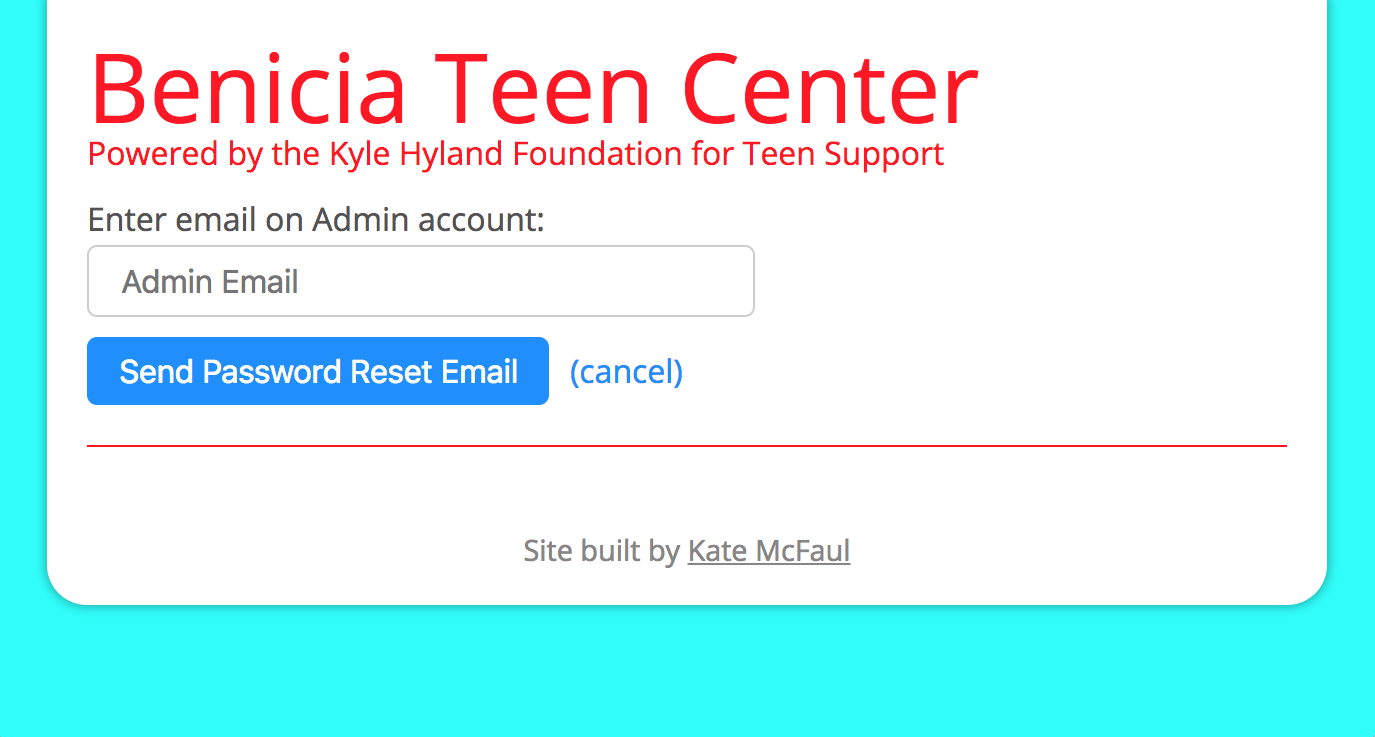 Benicia Teen Center
Powered by the Kyle Hyland Foundation for Teen Support
Enter email on Admin account:
Admin Email
Send Password Reset Email (cancel)
Site built by Kate McFaul